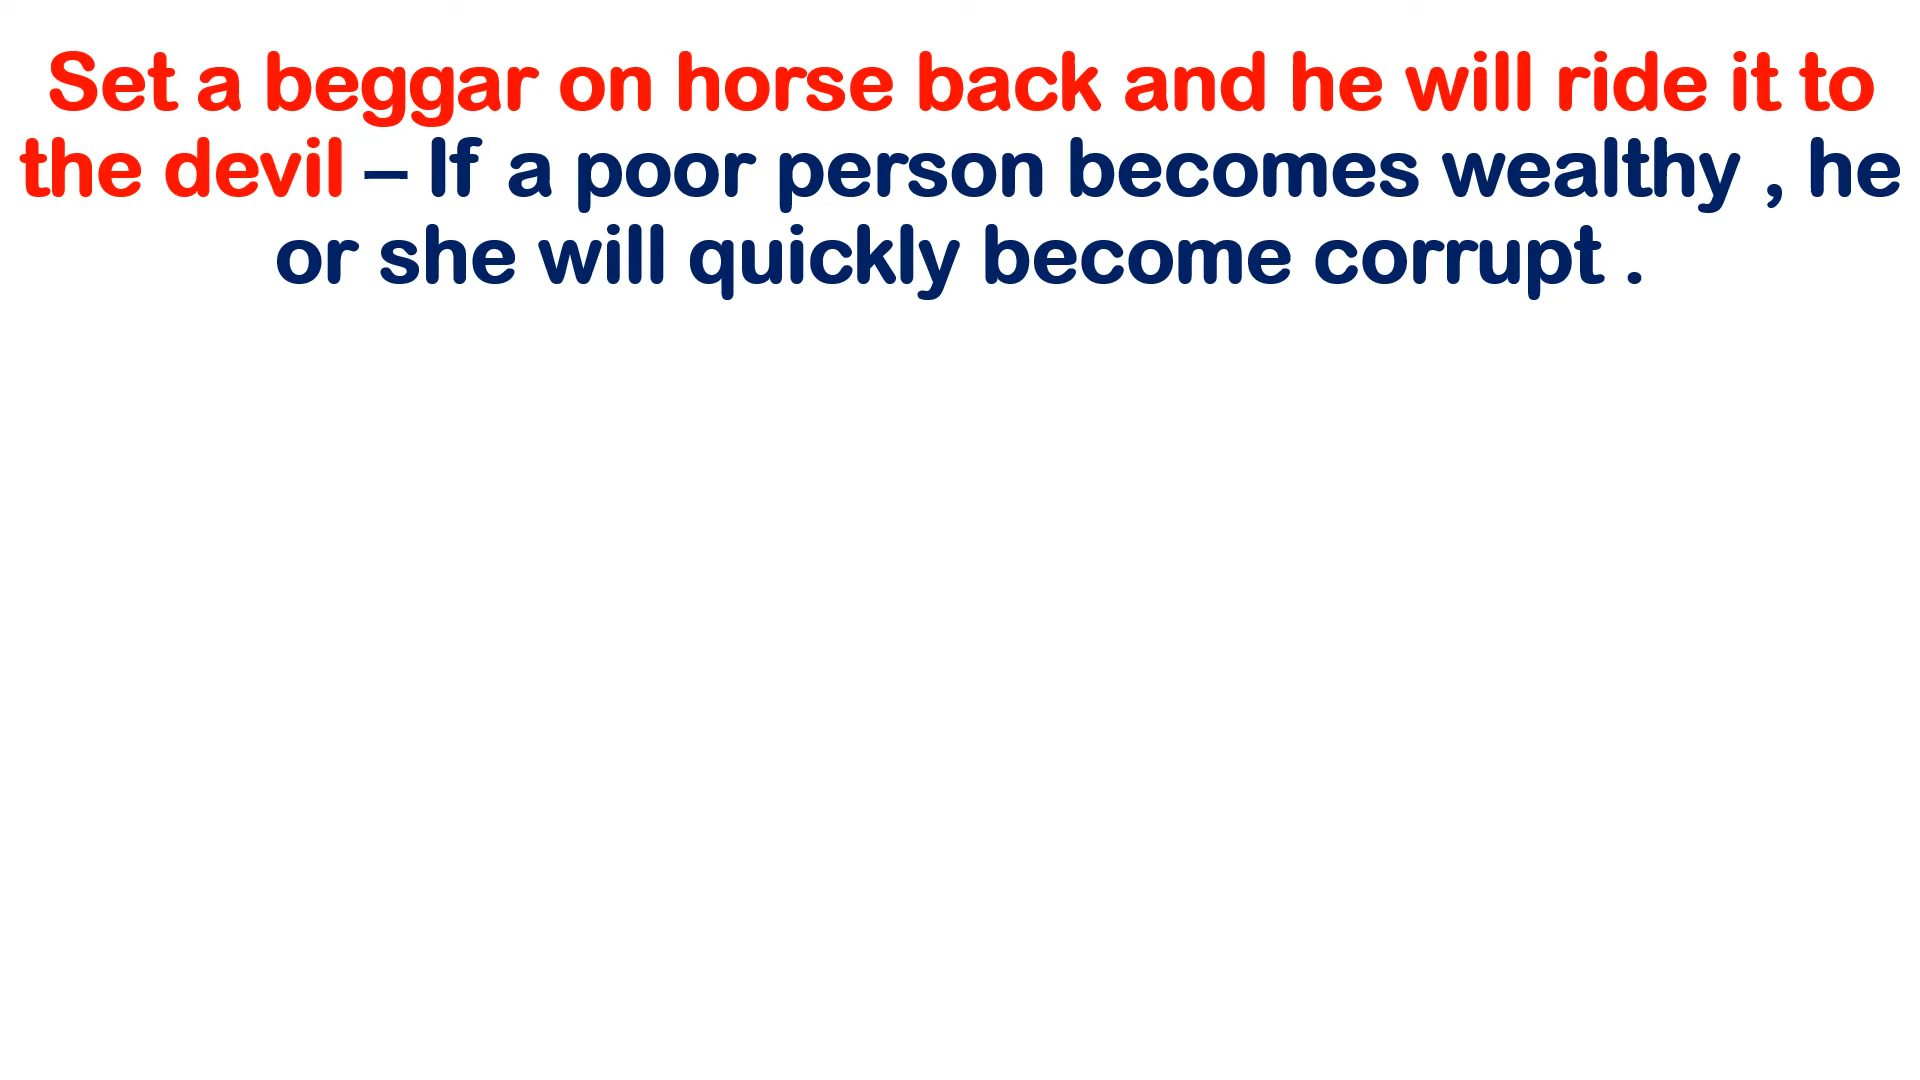 Set a beggar on horse back and he will ride it to
the devil – If a poor person becomes wealthy , he
or she will quickly become corrupt .